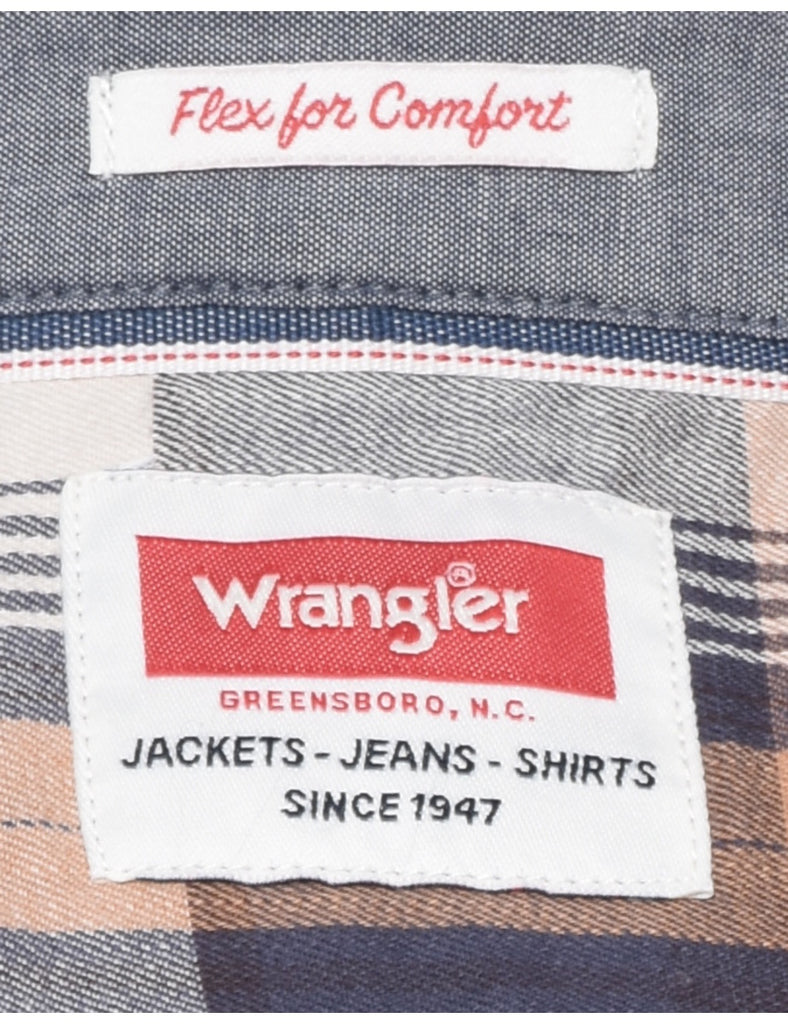 Flex for Comfort
Wrangler®
GREENSBORO, N.C.
JACKETS - JEANS - SHIRTS
SINCE 1947